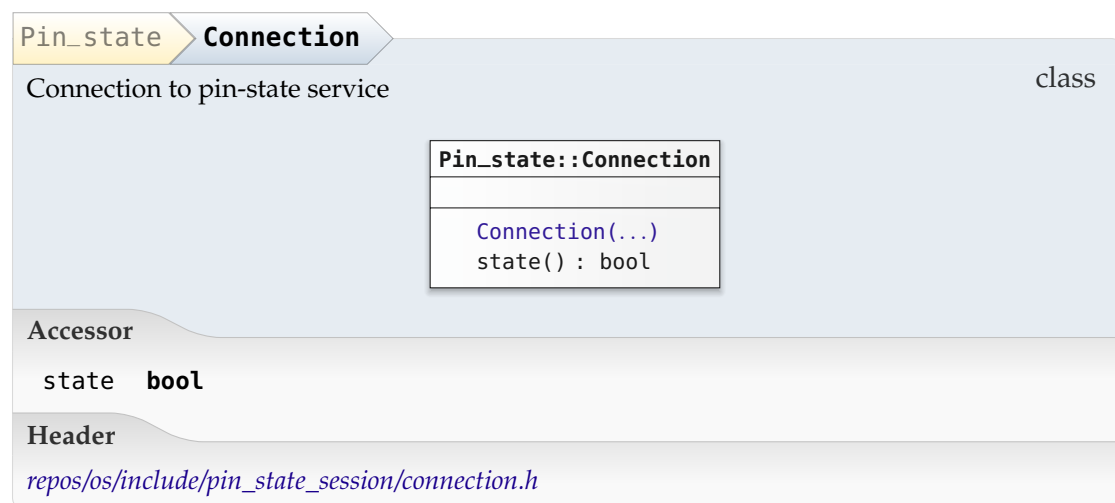 Pin_state Connection
Connection to pin-state service
class
Pin_state::Connection
Connection(...)
state() : bool
Accessor
state bool
Header
repos/os/include/pin_state_session/connection.h